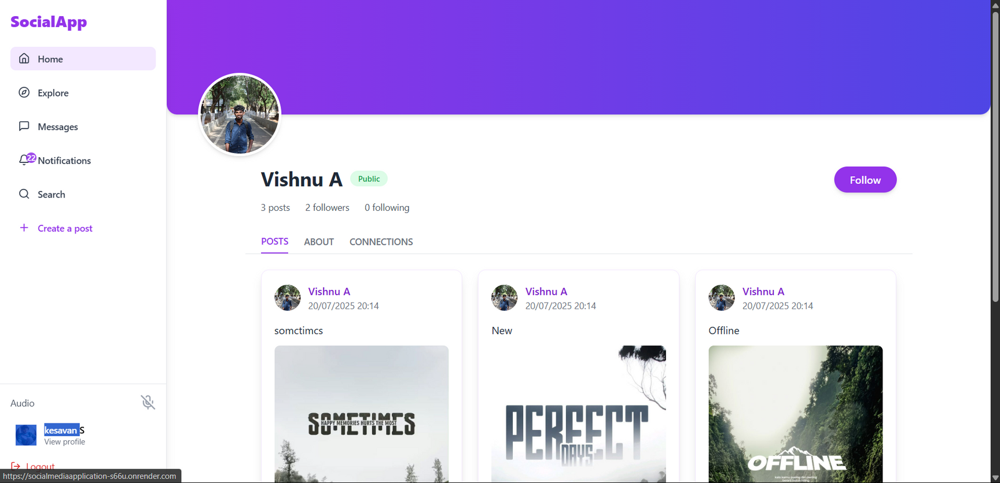 SocialApp
Home
Explore
Messages
22
Notifications
Search
Create a post
Audio
kesavan S
View profile
Logout
https://socialmediaapplication-s66u.onrender.com
Vishnu A
Public
Follow
3 posts 2 followers 0 following
POSTS ABOUT CONNECTIONS
Vishnu A
20/07/2025 20:14
somctimcs
SOMETIMES
HAPPY MEMORIES HURTS THE MOST
Vishnu A
20/07/2025 20:14
New
PERFECT
DAYS
Vishnu A
20/07/2025 20:14
Offline
OFFLINE